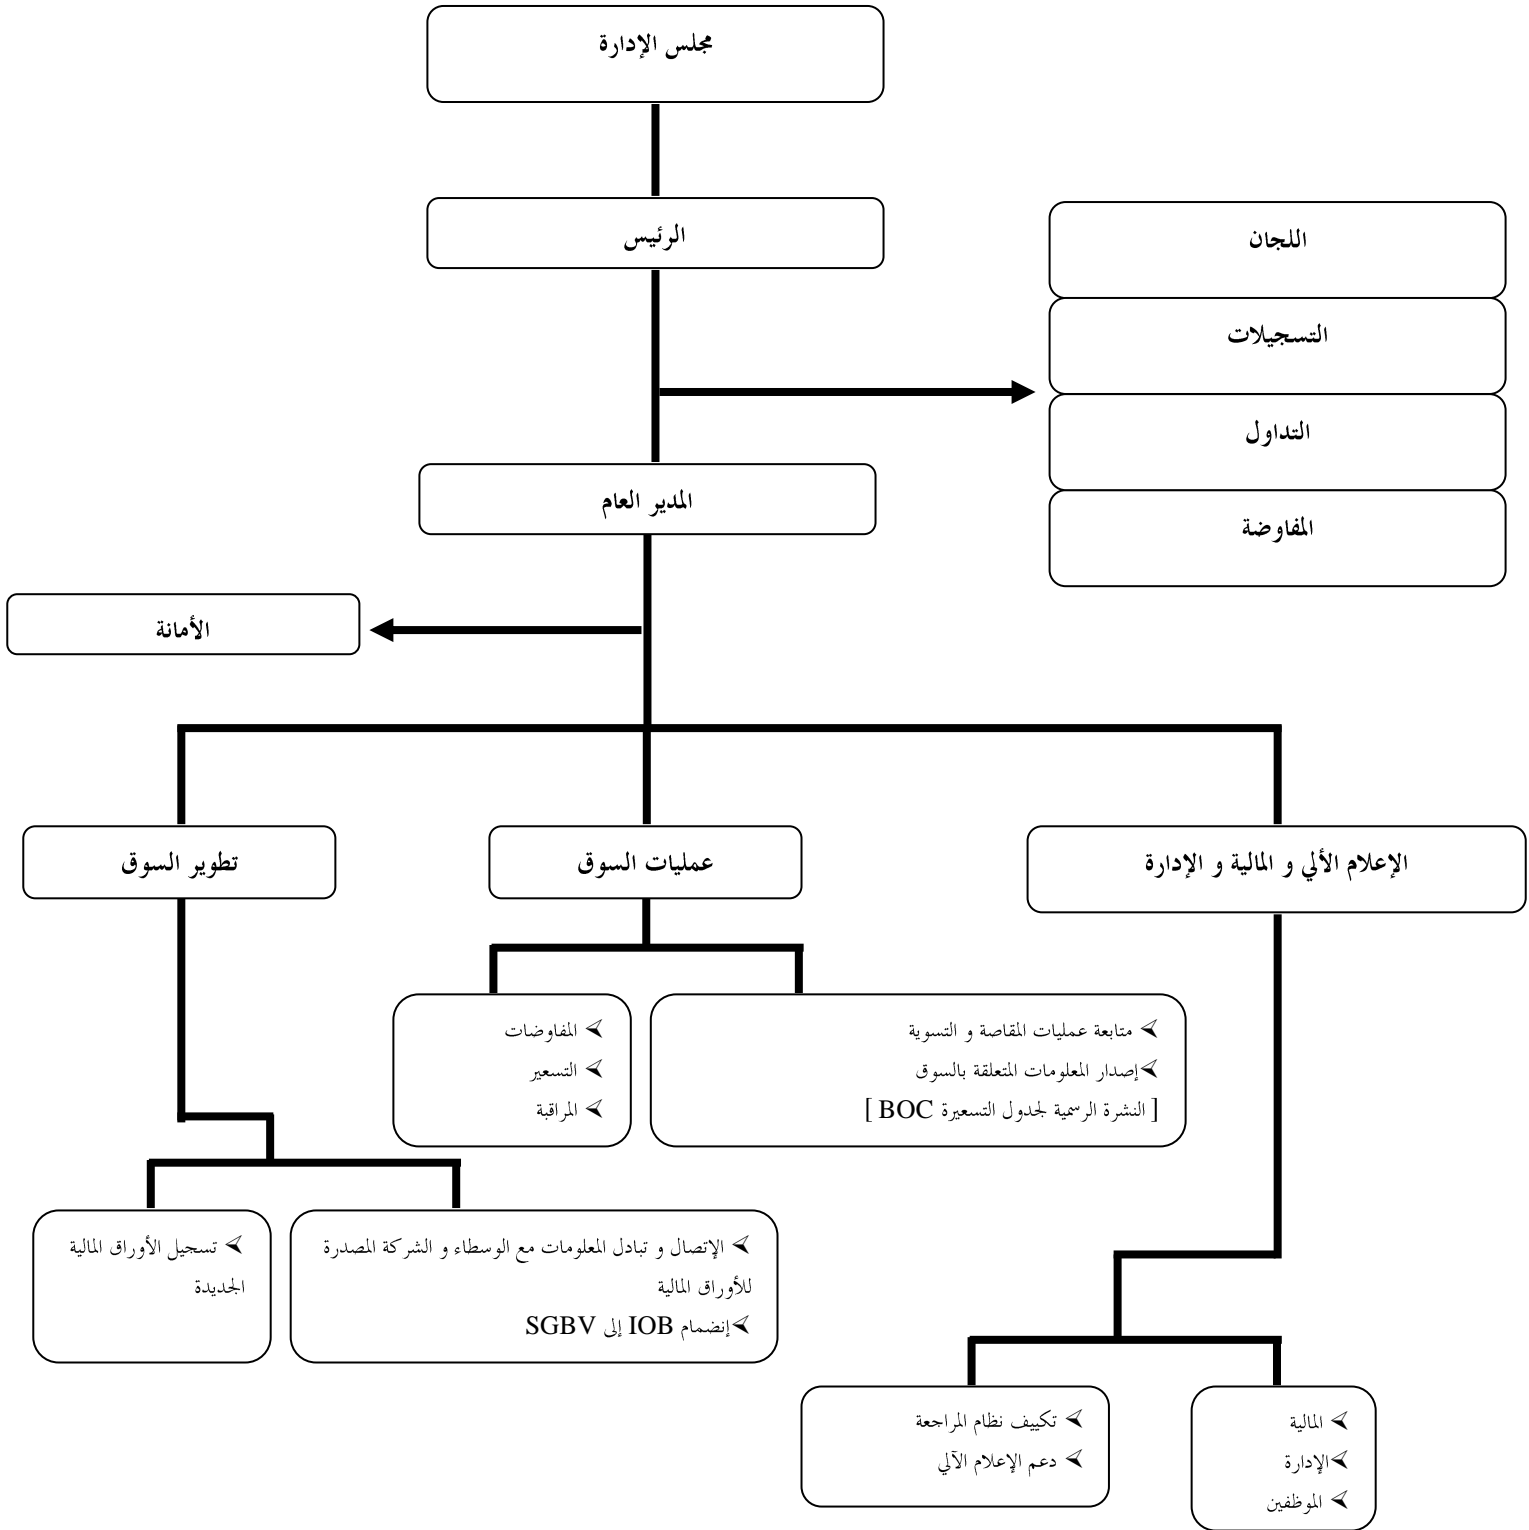 مجلس الإدارة
الرئيس
اللجان
التسجيلات
التداول
المفاوضة
المدير العام
الأمانة
الإعلام الألي و المالية و الإدارة
عمليات السوق
تطوير السوق
➢ متابعة عمليات المقاصة و التسوية
➢إصدار المعلومات المتعلقة بالسوق
[ النشرة الرسمية لجدول التسعيرة BOC ]
➢ المفاوضات
➢ التسعير
➢ المراقبة
➢ الإتصال و تبادل المعلومات مع الوسطاء و الشركة المصدرة
للأوراق المالية
➢إنضمام IOB إلى SGBV
➢ تسجيل الأوراق المالية
الجديدة
➢ المالية
➢الإدارة
➢ الموظفين
➢ تكييف نظام المراجعة
➢ دعم الإعلام الآلي